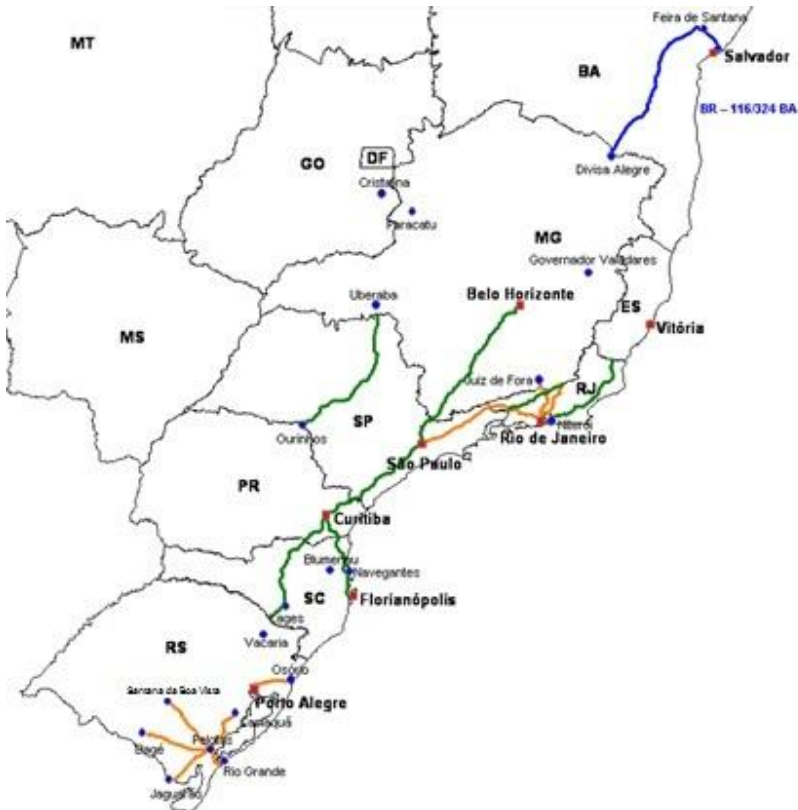 Feira de Santana
MT
Salvador
BA
BR – 116/324 BA
DF
GO
Divisa Alegre
Cristalina
Paracatu
MG
Governador Valadares
Uberaba
Belo Horizonte
ES
MS
Vitória
Juiz de Fora
RJ
SP
Ourinhos
Niterói
Rio de Janeiro
São Paulo
PR
Curitiba
Blumenau
Navegantes
SC
Florianópolis
Lages
Vacaria
RS
Osório
Santana da Boa Vista
Porto Alegre
Camaquã
Pelotas
Bagé
Rio Grande
Jaguarão